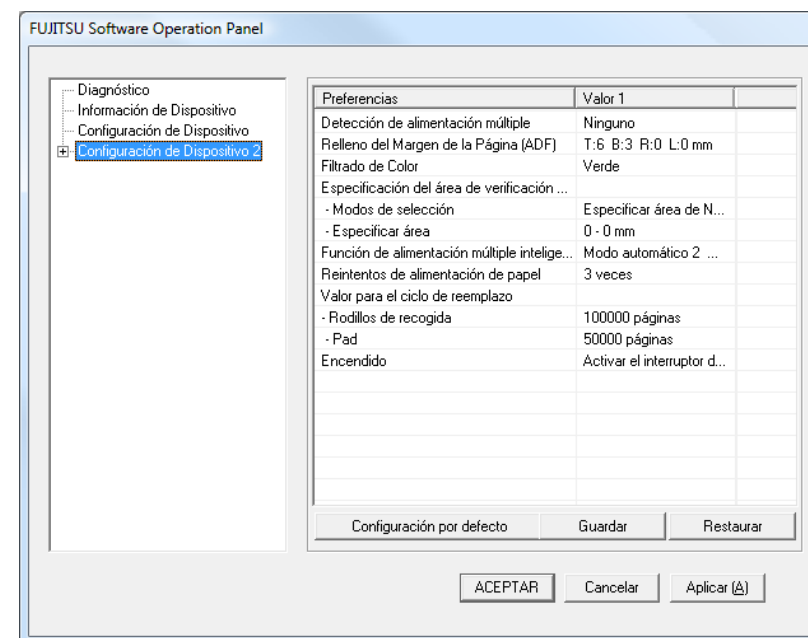 FUJITSU Software Operation Panel
Diagnóstico
Información de Dispositivo
Configuración de Dispositivo
Configuración de Dispositivo 2
Preferencias Valor 1
Detección de alimentación múltiple Ninguno
Relleno del Margen de la Página (ADF) T:6 B:3 R:0 L:0 mm
Filtrado de Color Verde
Especificación del área de verificación ...
- Modos de selección Especificar área de N...
- Especificar área 0 - 0 mm
Función de alimentación múltiple intelige... Modo automático 2 ...
Reintentos de alimentación de papel 3 veces
Valor para el ciclo de reemplazo
- Rodillos de recogida 100000 páginas
- Pad 50000 páginas
Encendido Activar el interruptor d...
Configuración por defecto Guardar Restaurar
ACEPTAR Cancelar Aplicar (A)